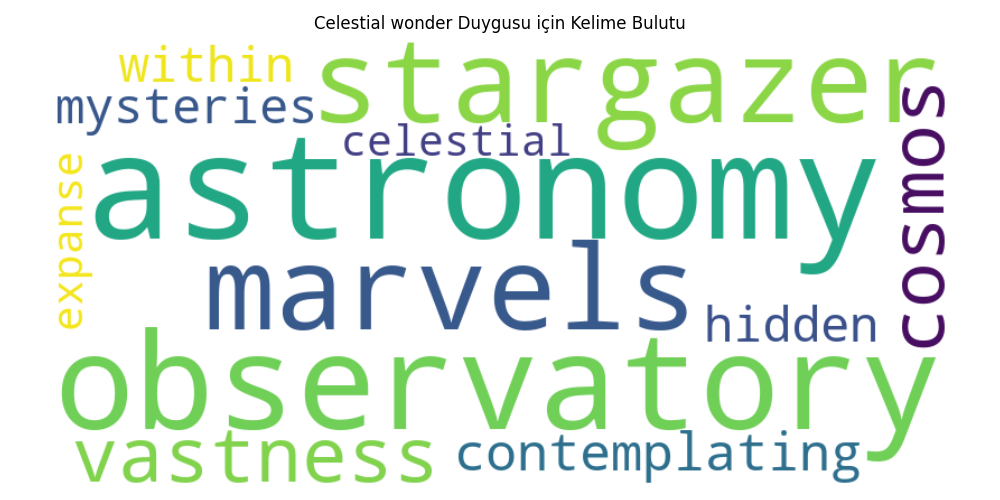 Celestial wonder Duygusu için Kelime Bulutu
within
stargazer
mysteries
celestial
cosmos
expanse
astronomy
marvels
hidden
observatory
vastness
contemplating